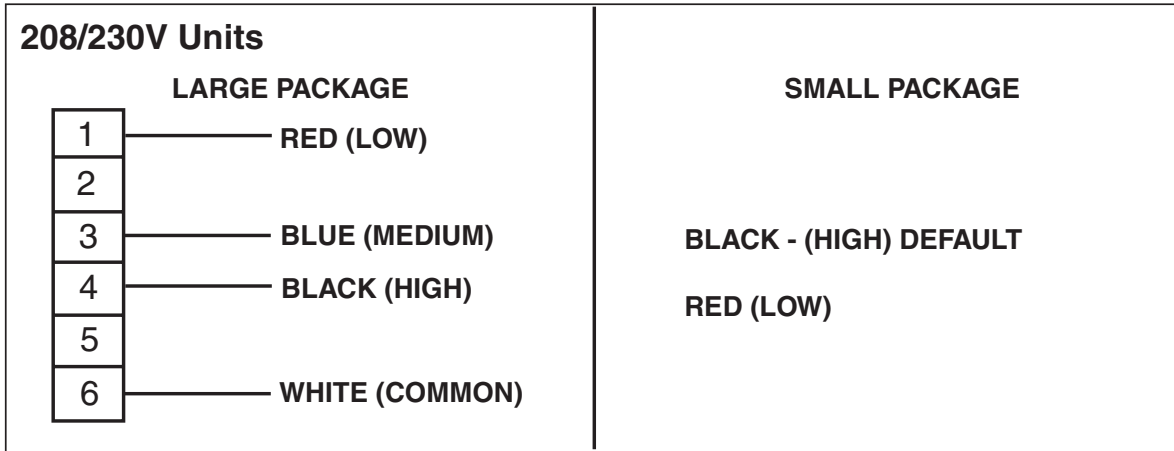 208/230V Units
LARGE PACKAGE
1 RED (LOW)
2
3 BLUE (MEDIUM)
4 BLACK (HIGH)
5
6 WHITE (COMMON)
SMALL PACKAGE
BLACK - (HIGH) DEFAULT
RED (LOW)